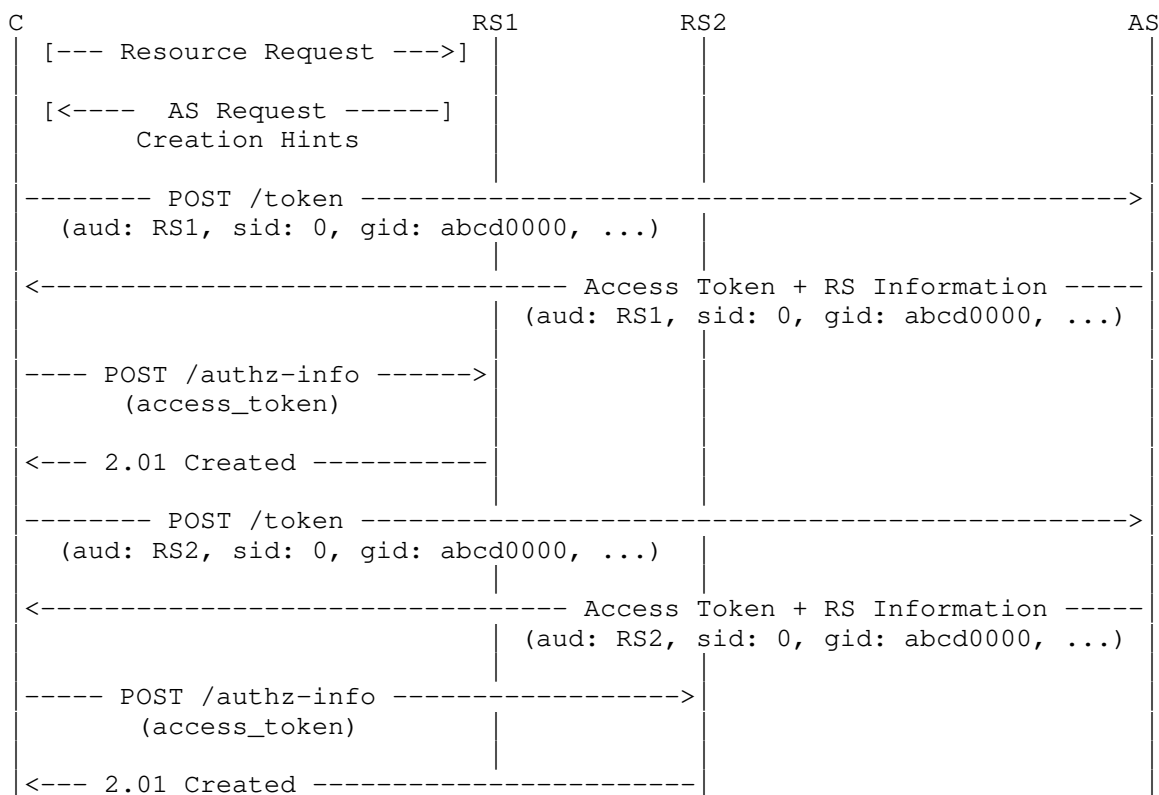 C RS1 RS2 AS
[--- Resource Request --->]
[<---- AS Request ------]
Creation Hints
-------- POST /token ------------------------------------------------>
(aud: RS1, sid: 0, gid: abcd0000, ...)
<--------------------------------- Access Token + RS Information -----
(aud: RS1, sid: 0, gid: abcd0000, ...)
---- POST /authz-info ------>
(access_token)
<--- 2.01 Created -----------
-------- POST /token ------------------------------------------------>
(aud: RS2, sid: 0, gid: abcd0000, ...)
<--------------------------------- Access Token + RS Information -----
(aud: RS2, sid: 0, gid: abcd0000, ...)
----- POST /authz-info ------------------>
(access_token)
<--- 2.01 Created ------------------------